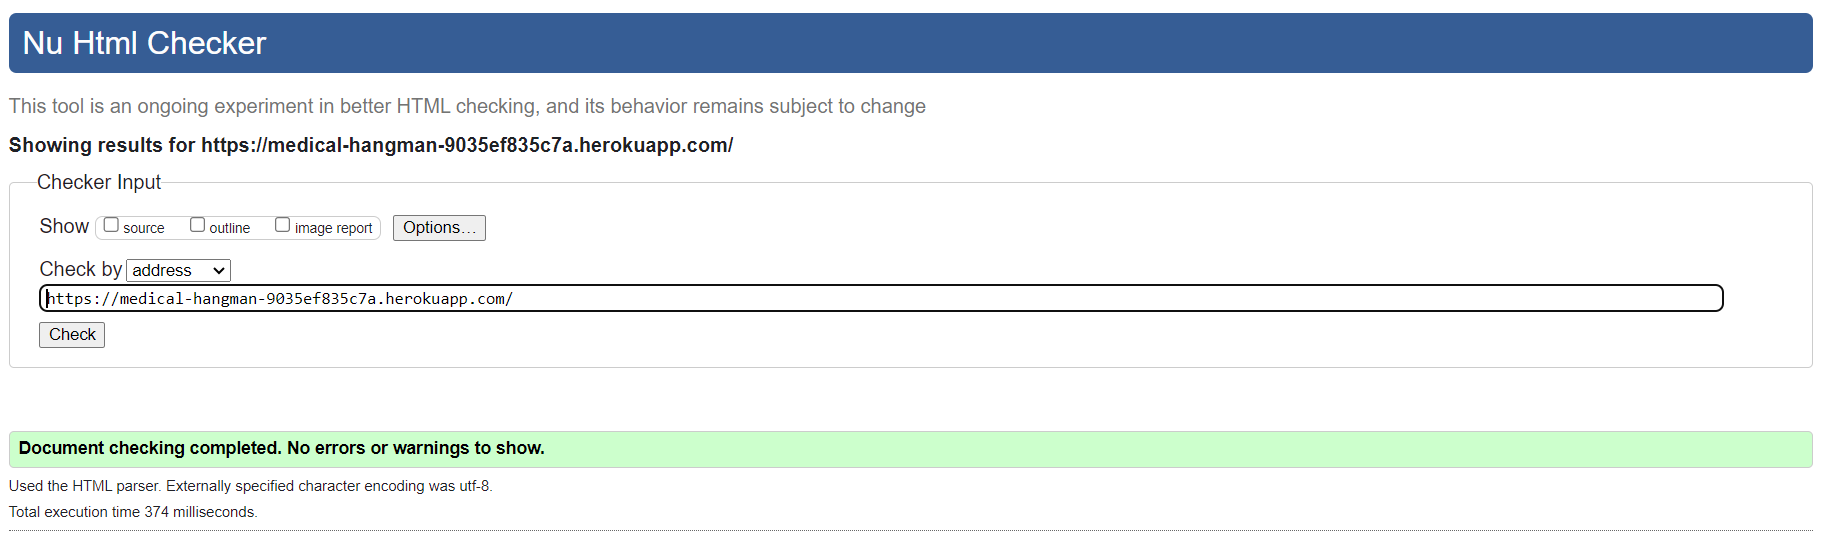 Nu Html Checker
This tool is an ongoing experiment in better HTML checking, and its behavior remains subject to change
Showing results for https://medical-hangman-9035ef835c7a.herokuapp.com/
Checker Input
Show source outline image report Options...
Check by address
https://medical-hangman-9035ef835c7a.herokuapp.com/
Check
Document checking completed. No errors or warnings to show.
Used the HTML parser. Externally specified character encoding was utf-8.
Total execution time 374 milliseconds.